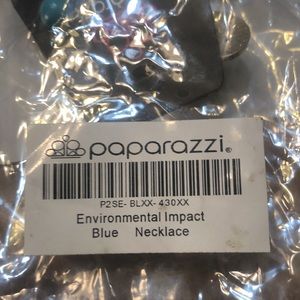 paparazzi®
P2SE-BLXX-430XX
Environmental Impact
Blue Necklace